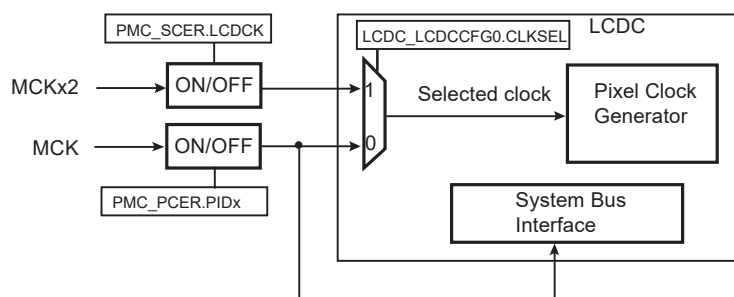 PMC_SCER.LCDCK
LCDC_LCDCCFG0.CLKSEL
LCDC
MCKx2
ON/OFF
1
Selected clock
Pixel Clock
Generator
MCK
ON/OFF
0
PMC_PCER.PIDx
System Bus
Interface